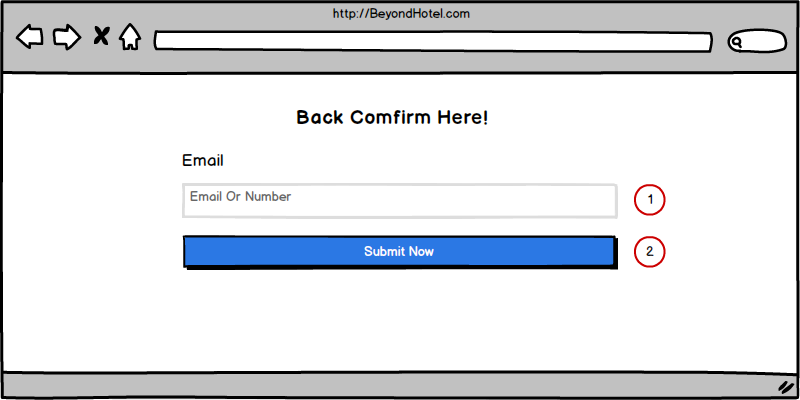 http://BeyondHotel.com
Back Comfirm Here!
Email
Email Or Number
1
Submit Now
2